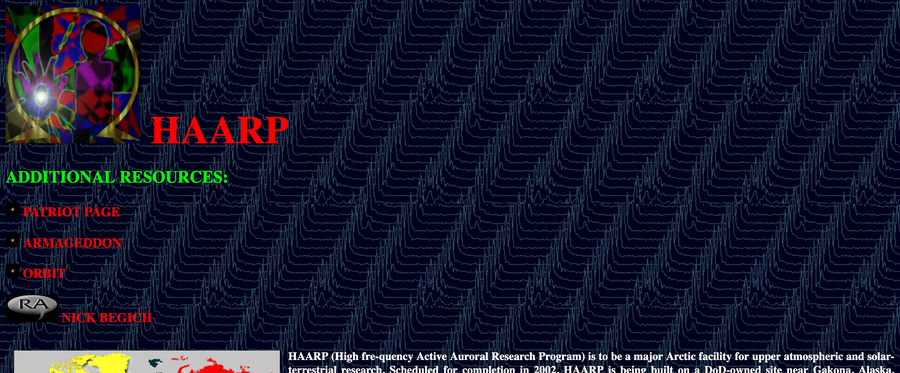 HAARP
ADDITIONAL RESOURCES:
PATRIOT PAGE
ARMAGEDDON
ORBIT
RA
NICK BEGICH
HAARP (High fre-quency Active Auroral Research Program) is to be a major Arctic facility for upper atmospheric and solar-
terrestrial research. Scheduled for completion in 2002, HAARP is being built on a DoD-owned site near Gakona, Alaska.